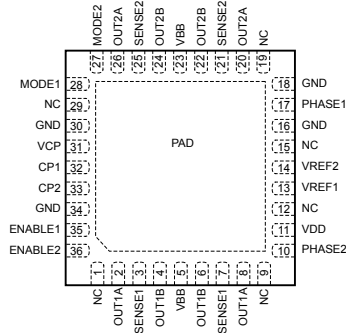 MODE2
OUT2A
SENSE2
OUT2B
VBB
OUT2B
SENSE2
OUT2A
NC
27
26
25
24
23
22
21
20
19
MODE1 28
NC 29
GND 30
VCP 31
CP1 32
CP2 33
GND 34
ENABLE1 35
ENABLE2 36
PAD
18 GND
17 PHASE1
16 GND
15 NC
14 VREF2
13 VREF1
12 NC
11 VDD
10 PHASE2
1
2
3
4
5
6
7
8
9
NC
OUT1A
SENSE1
OUT1B
VBB
OUT1B
SENSE1
OUT1A
NC